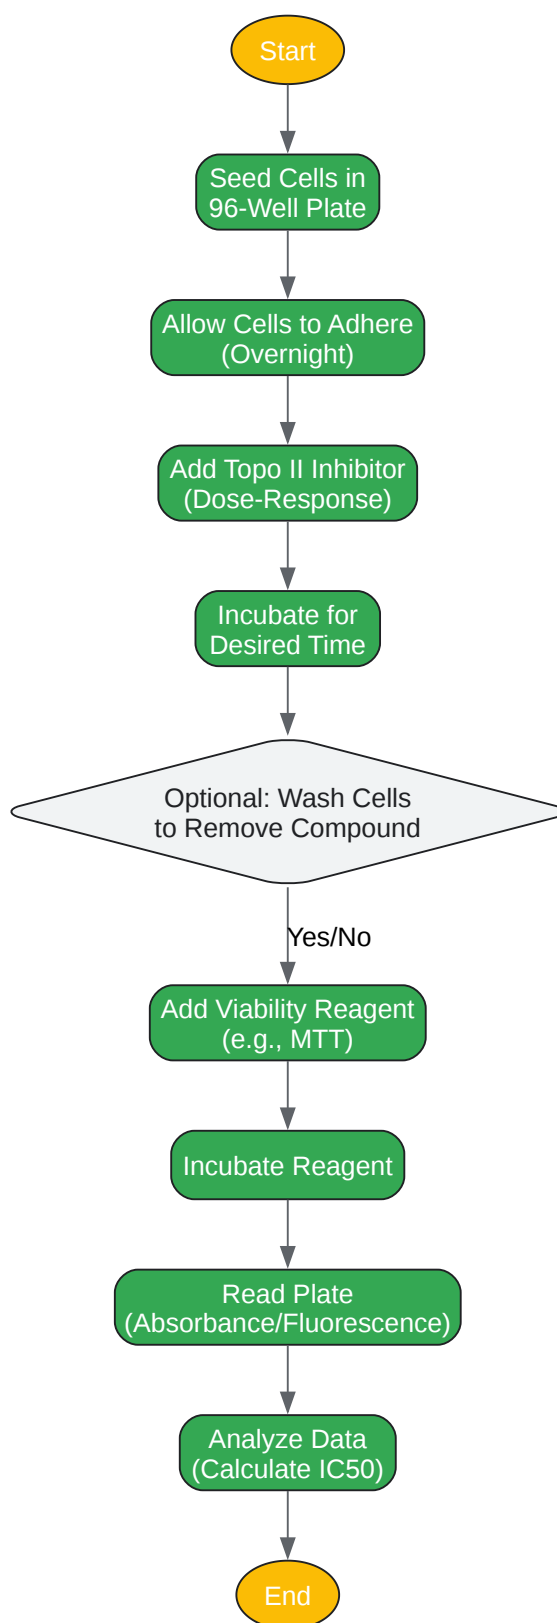 Start
Seed Cells in
96-Well Plate
Allow Cells to Adhere
(Overnight)
Add Topo II Inhibitor
(Dose-Response)
Incubate for
Desired Time
Optional: Wash Cells
to Remove Compound
Yes/No
Add Viability Reagent
(e.g., MTT)
Incubate Reagent
Read Plate
(Absorbance/Fluorescence)
Analyze Data
(Calculate IC50)
End